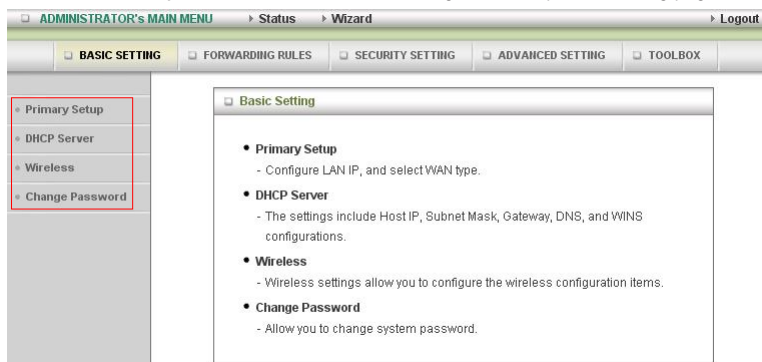 ADMINISTRATOR's MAIN MENU Status Wizard Logout
BASIC SETTING FORWARDING RULES SECURITY SETTING ADVANCED SETTING TOOLBOX
Primary Setup
DHCP Server
Wireless
Change Password
Basic Setting
Primary Setup
- Configure LAN IP, and select WAN type.
DHCP Server
- The settings include Host IP, Subnet Mask, Gateway, DNS, and WINS
configurations.
Wireless
- Wireless settings allow you to configure the wireless configuration items.
Change Password
- Allow you to change system password.